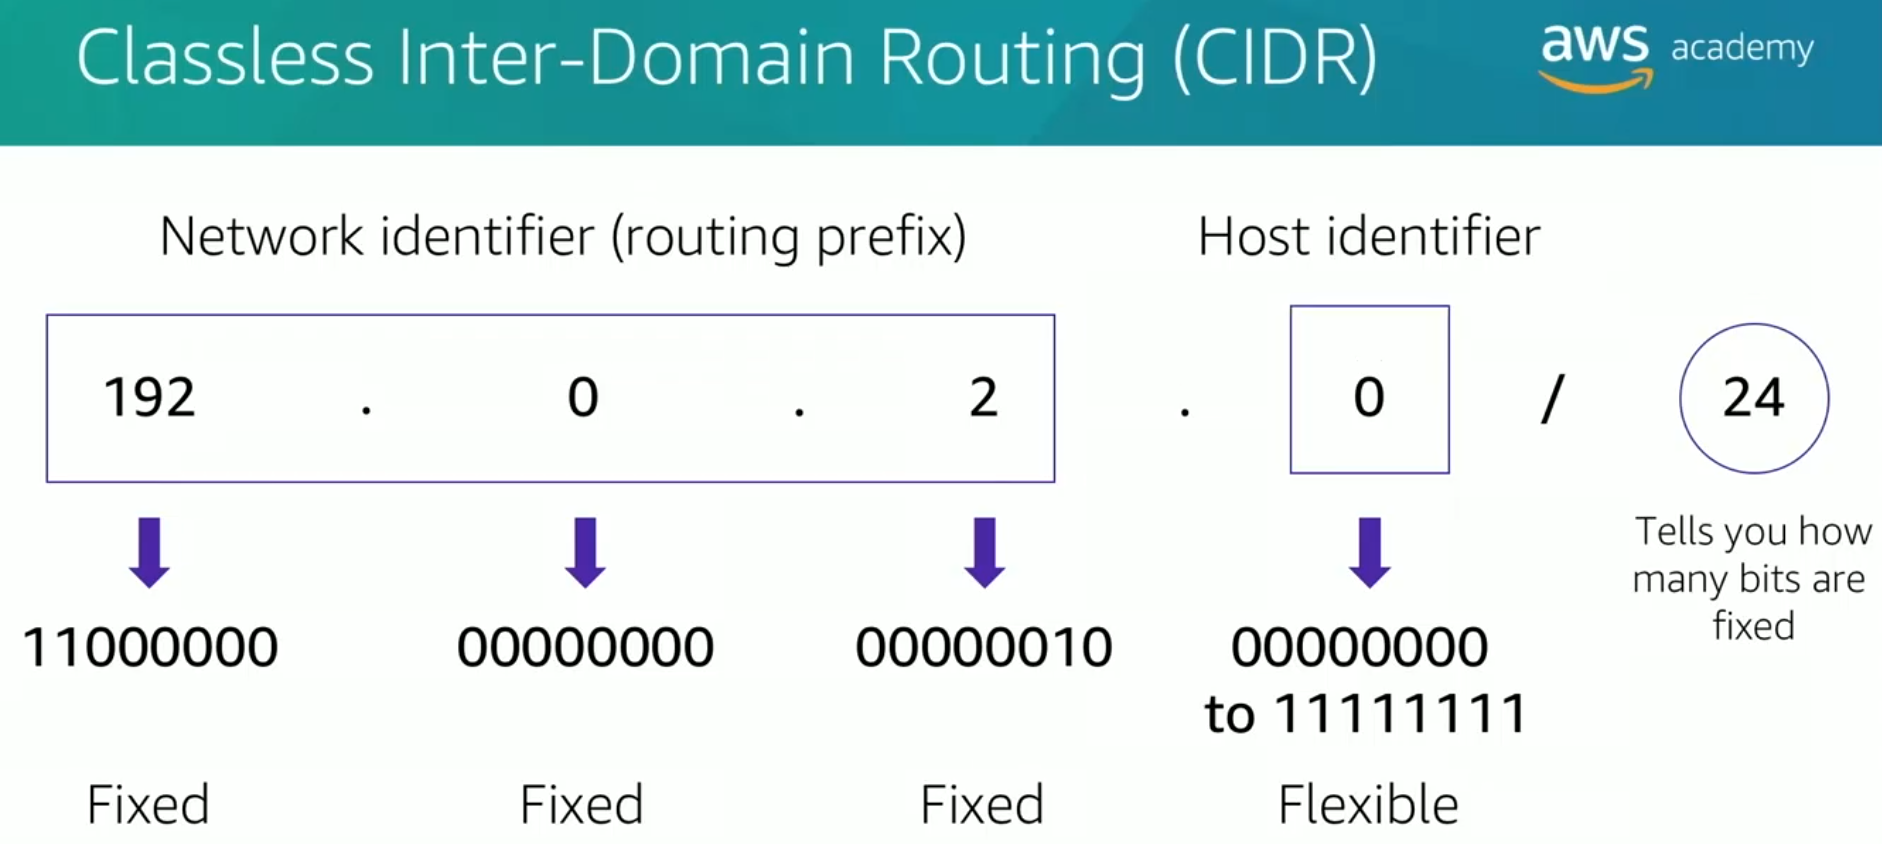 Classless Inter-Domain Routing (CIDR)
aws academy
Network identifier (routing prefix)
Host identifier
192 . 0 . 2 . 0 / 24
Tells you how
many bits are
fixed
11000000 00000000 00000010 00000000
to 11111111
Fixed Fixed Fixed Flexible